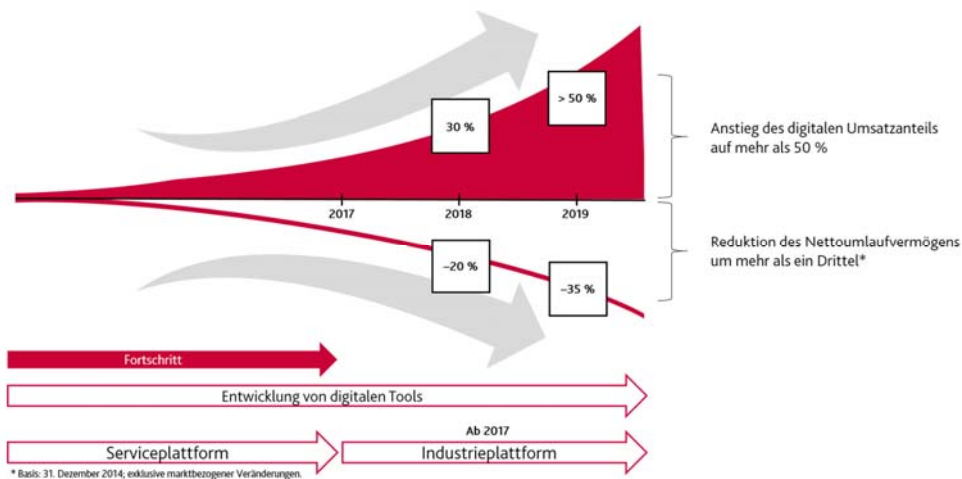 > 50 %
30 %
Anstieg des digitalen Umsatzanteils
auf mehr als 50 %
2017
2018
2019
–20 %
–35 %
Reduktion des Nettoumlaufvermögens
um mehr als ein Drittel*
Fortschritt
Entwicklung von digitalen Tools
Ab 2017
Serviceplattform
Industrieplattform
* Basis: 31. Dezember 2014; exklusive marktbezogener Veränderungen.